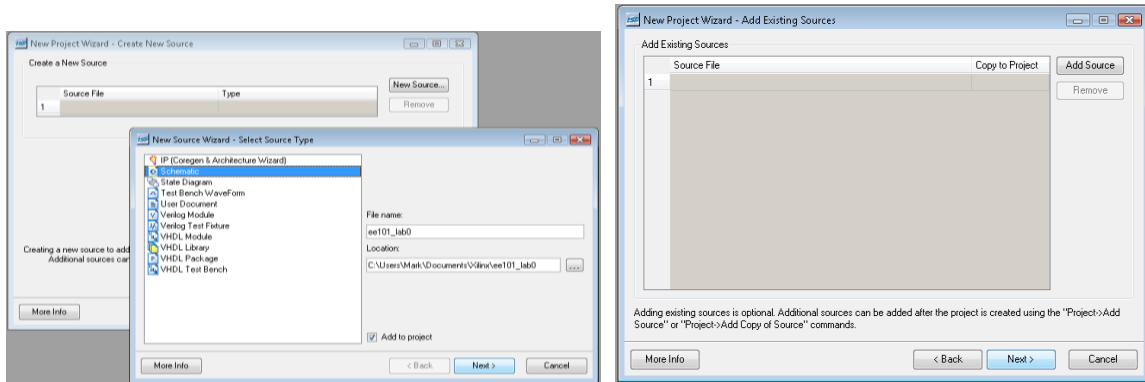 New Project Wizard - Create New Source
Create a New Source
Source File Type
1
New Source...
Remove
Creating a new source to add
Additional sources can
More Info
New Source Wizard - Select Source Type
IP (Coregen & Architecture Wizard)
Schematic
State Diagram
Test Bench WaveForm
User Document
Verilog Module
Verilog Test Fixture
VHDL Module
VHDL Library
VHDL Package
VHDL Test Bench
File name:
ee101_lab0
Location:
C:\Users\Mark\Documents\Xilinx\ee101_lab0
...
Add to project
More Info
< Back
Next >
Cancel
New Project Wizard - Add Existing Sources
Add Existing Sources
Source File Copy to Project
1
Add Source
Remove
Adding existing sources is optional. Additional sources can be added after the project is created using the "Project->Add
Source" or "Project->Add Copy of Source" commands.
More Info
< Back
Next >
Cancel